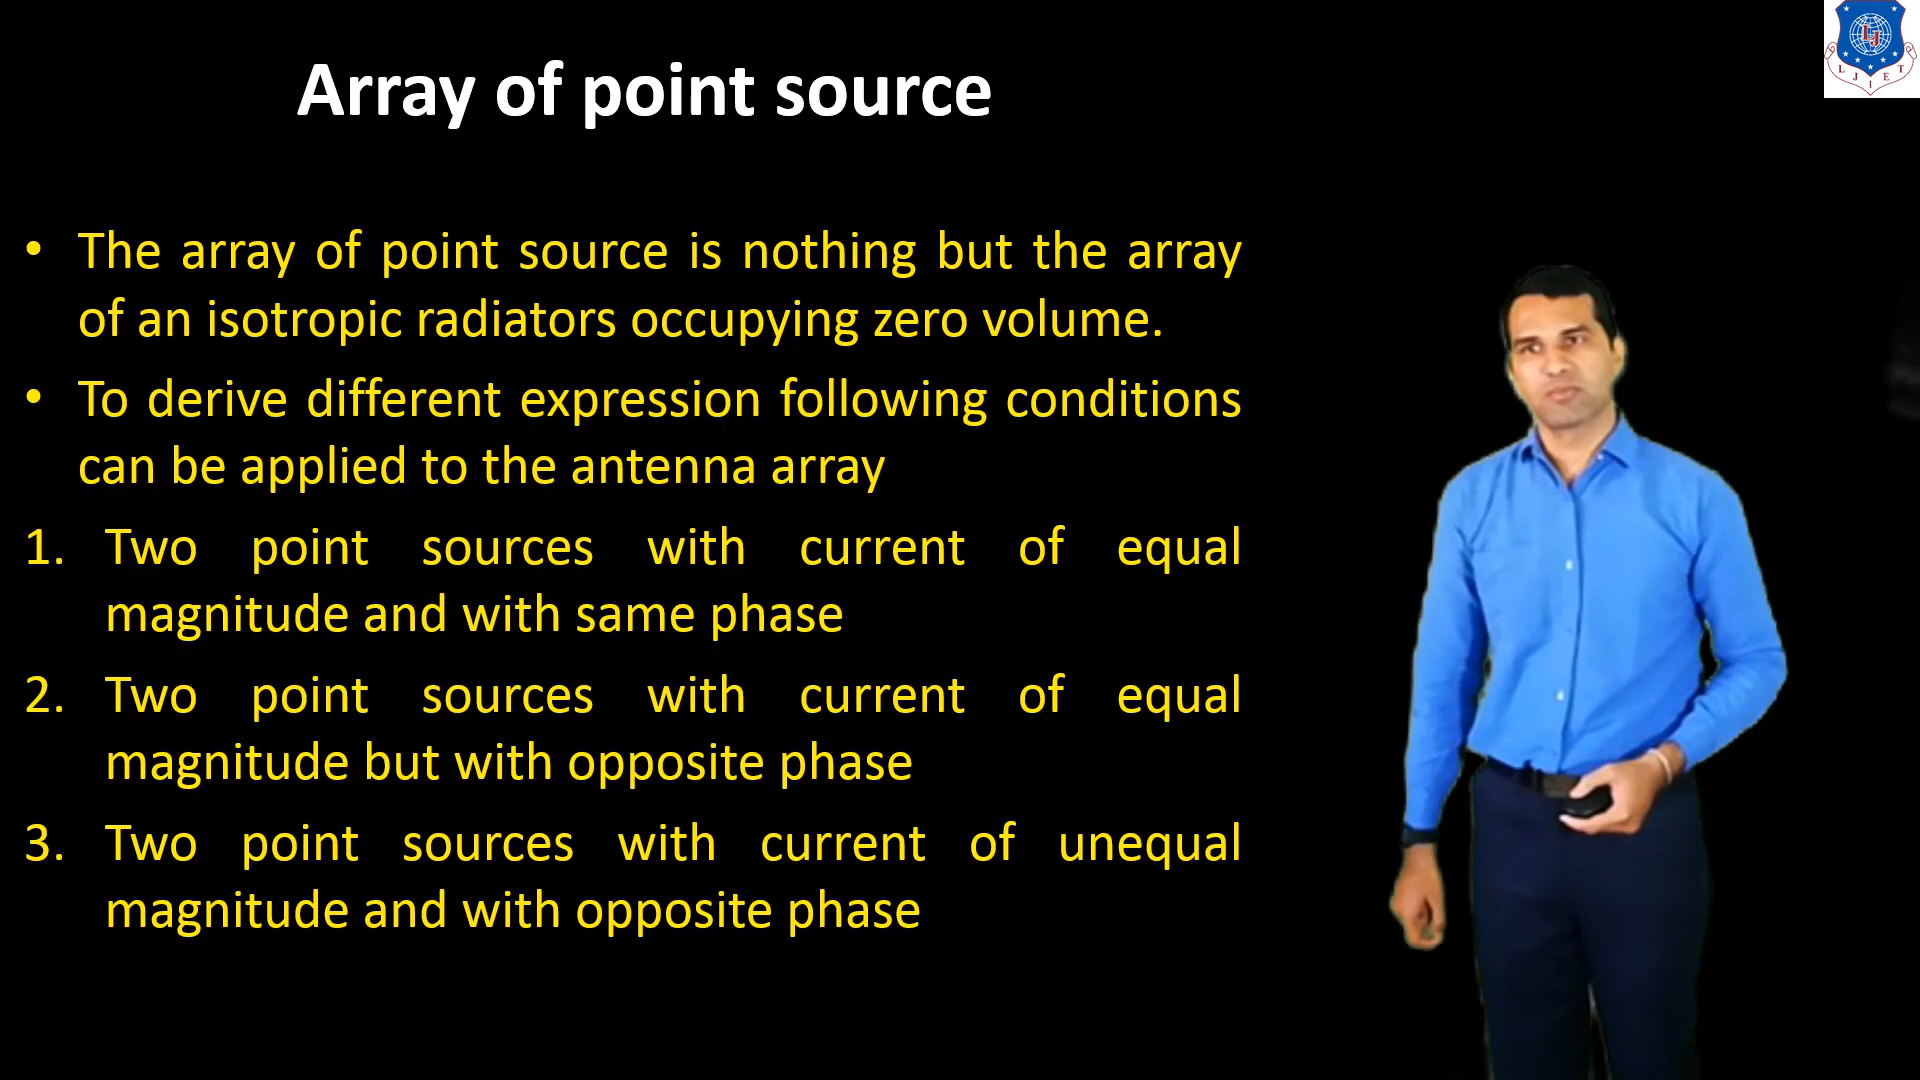 Array of point source
• The array of point source is nothing but the array
of an isotropic radiators occupying zero volume.
• To derive different expression following conditions
can be applied to the antenna array
1. Two point sources with current of equal
magnitude and with same phase
2. Two point sources with current of equal
magnitude but with opposite phase
3. Two point sources with current of unequal
magnitude and with opposite phase
LJ
L J I E T